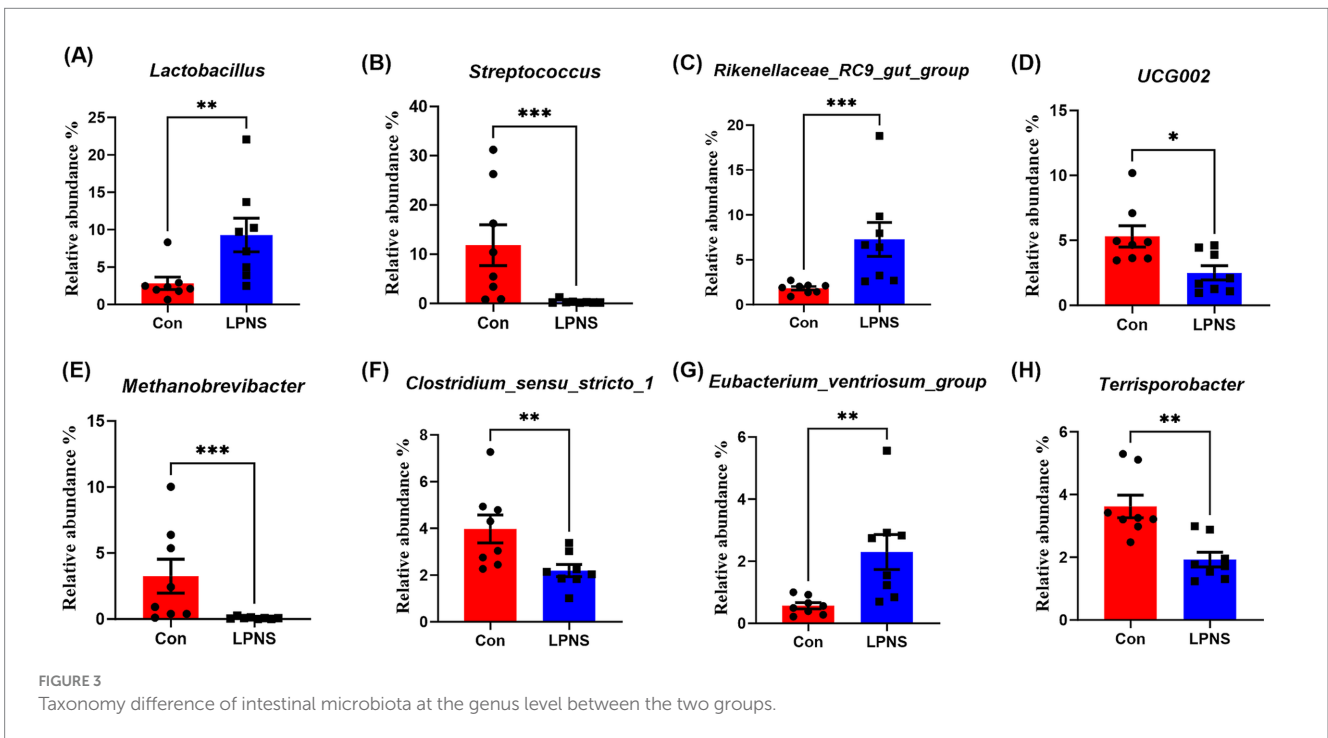 (A)
Lactobacillus
**
Relative abundance %
25
20
15
10
5
0
Con
LPNS
(B)
Streptococcus
***
Relative abundance %
40
30
20
10
0
Con
LPNS
(C)
Rikenellaceae_RC9_gut_group
***
Relative abundance %
20
15
10
5
0
Con
LPNS
(D)
UCG002
*
Relative abundance %
15
10
5
0
Con
LPNS
(E)
Methanobrevibacter
***
Relative abundance %
15
10
5
0
Con
LPNS
(F)
Clostridium_sensu_stricto_1
**
Relative abundance %
8
6
4
2
0
Con
LPNS
(G)
Eubacterium_ventriosum_group
**
Relative abundance %
6
4
2
0
Con
LPNS
(H)
Terrisporobacter
**
Relative abundance %
6
4
2
0
Con
LPNS
FIGURE 3
Taxonomy difference of intestinal microbiota at the genus level between the two groups.